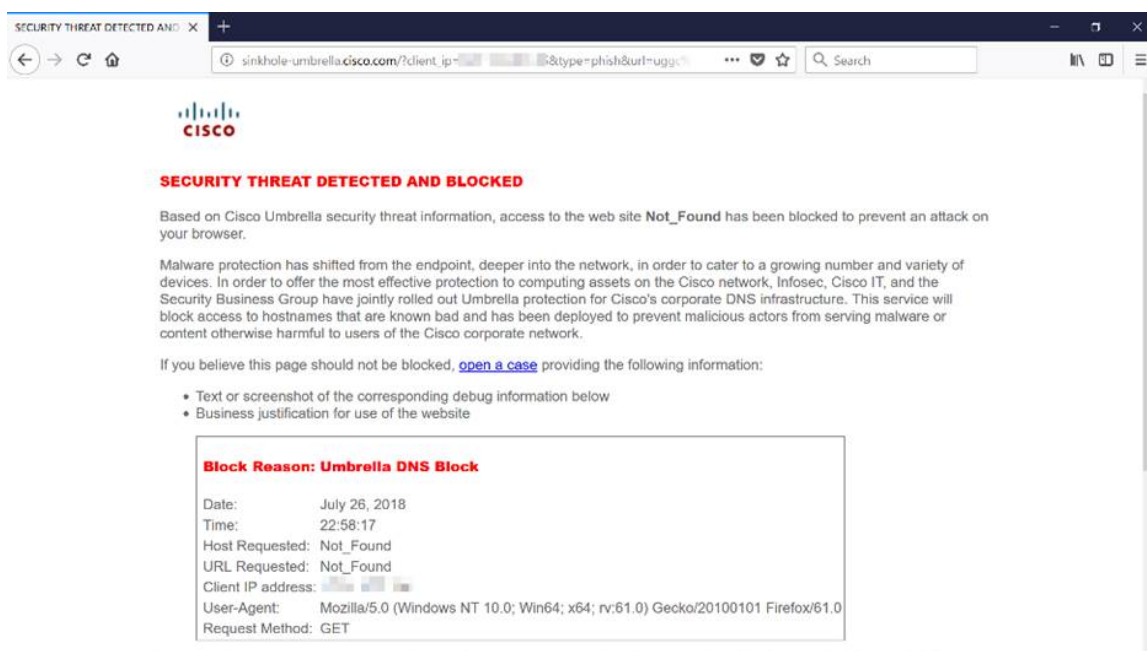 SECURITY THREAT DETECTED AND
sinkhole-umbrella.cisco.com/?client_ip= &type=phish&url=uggc
Search
CISCO
SECURITY THREAT DETECTED AND BLOCKED
Based on Cisco Umbrella security threat information, access to the web site Not_Found has been blocked to prevent an attack on
your browser.
Malware protection has shifted from the endpoint, deeper into the network, in order to cater to a growing number and variety of
devices. In order to offer the most effective protection to computing assets on the Cisco network, Infosec, Cisco IT, and the
Security Business Group have jointly rolled out Umbrella protection for Cisco's corporate DNS infrastructure. This service will
block access to hostnames that are known bad and has been deployed to prevent malicious actors from serving malware or
content otherwise harmful to users of the Cisco corporate network.
If you believe this page should not be blocked, open a case providing the following information:
• Text or screenshot of the corresponding debug information below
• Business justification for use of the website
Block Reason: Umbrella DNS Block
Date: July 26, 2018
Time: 22:58:17
Host Requested: Not_Found
URL Requested: Not_Found
Client IP address:
User-Agent: Mozilla/5.0 (Windows NT 10.0; Win64; x64; rv:61.0) Gecko/20100101 Firefox/61.0
Request Method: GET